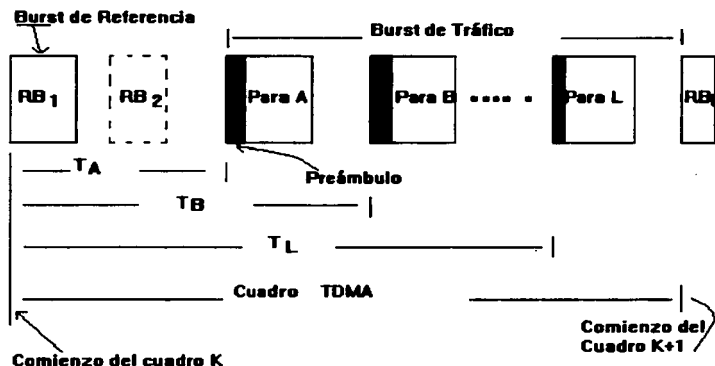 Burst de Referencia
Burst de Tráfico
RB1
RB2
Para A
Para B
Para L
Preámbulo
TA
TB
TL
Cuadro TDMA
Comienzo del cuadro K
Comienzo del
Cuadro K+1